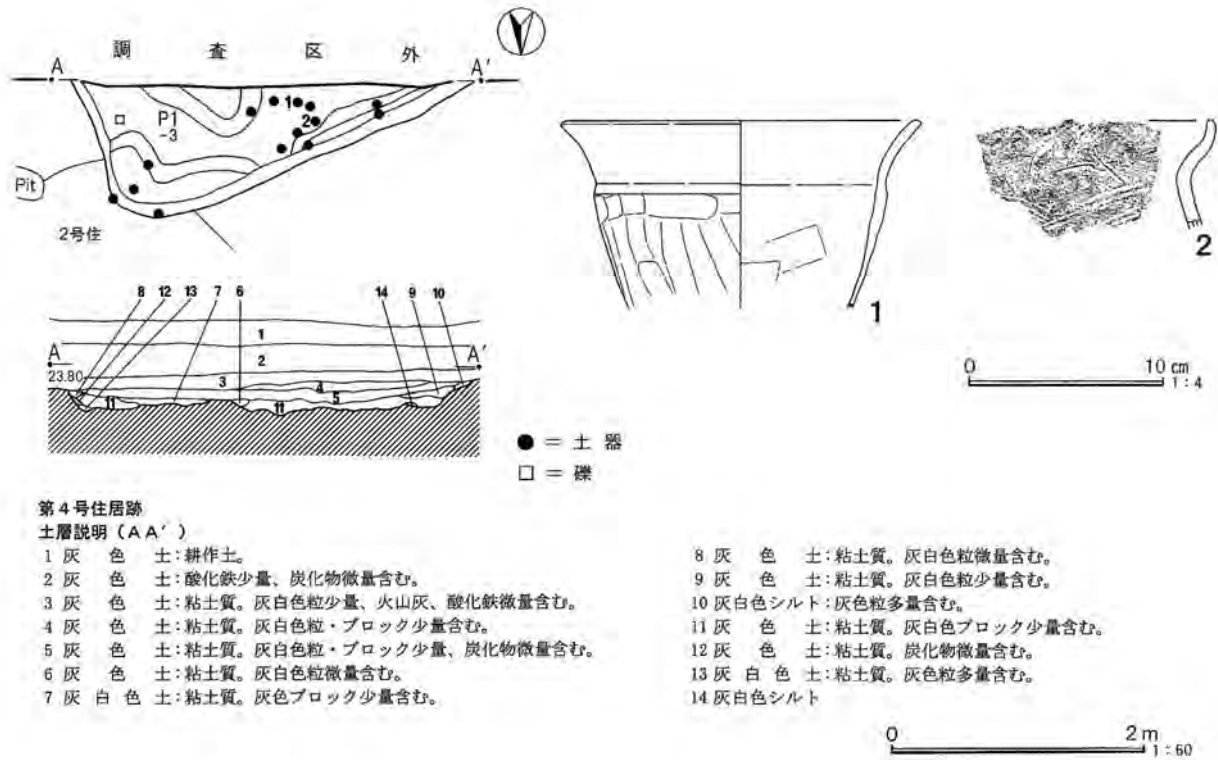 調査区外
A
A′
1
P1
-3
2
Pit
2号住
1
2
0 10 cm
1:4
8 12 13 7 6 14 9 10
1
A
2
A′
23.80
3
4
5
11
11
● = 土器
□ = 礫
第4号住居跡
土層説明(AA′)
1 灰色土:耕作土。
2 灰色土:酸化鉄少量、炭化物微量含む。
3 灰色土:粘土質。灰白色粒少量、火山灰、酸化鉄微量含む。
4 灰色土:粘土質。灰白色粒・ブロック少量含む。
5 灰色土:粘土質。灰白色粒・ブロック少量、炭化物微量含む。
6 灰色土:粘土質。灰白色粒微量含む。
7 灰白色土:粘土質。灰色ブロック少量含む。
8 灰色土:粘土質。灰白色粒微量含む。
9 灰色土:粘土質。灰白色粒少量含む。
10 灰白色シルト:灰色粒多量含む。
11 灰色土:粘土質。灰白色ブロック少量含む。
12 灰色土:粘土質。炭化物微量含む。
13 灰白色土:粘土質。灰色粒多量含む。
14 灰白色シルト
0 2m
1:60